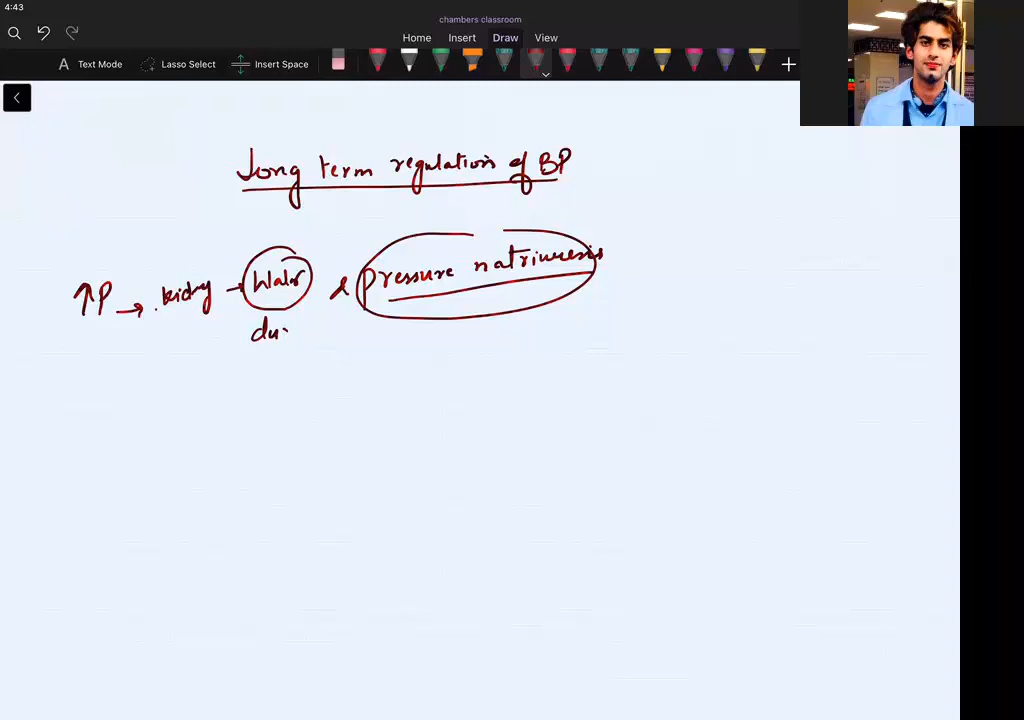 4:43
chambers classroom
Home Insert Draw View
Text Mode Lasso Select Insert Space
Long term regulation of BP
↑P → kidney → Water & Pressure natriuresis
du